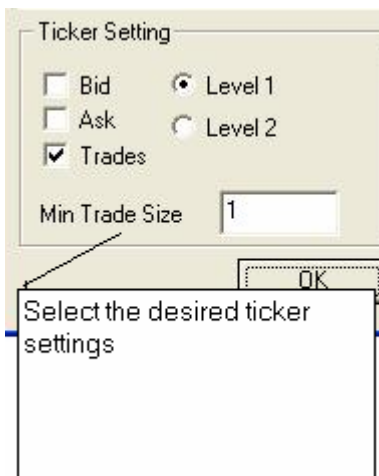 Ticker Setting
Bid Level 1
Ask Level 2
Trades
Min Trade Size 1
OK
Select the desired ticker
settings